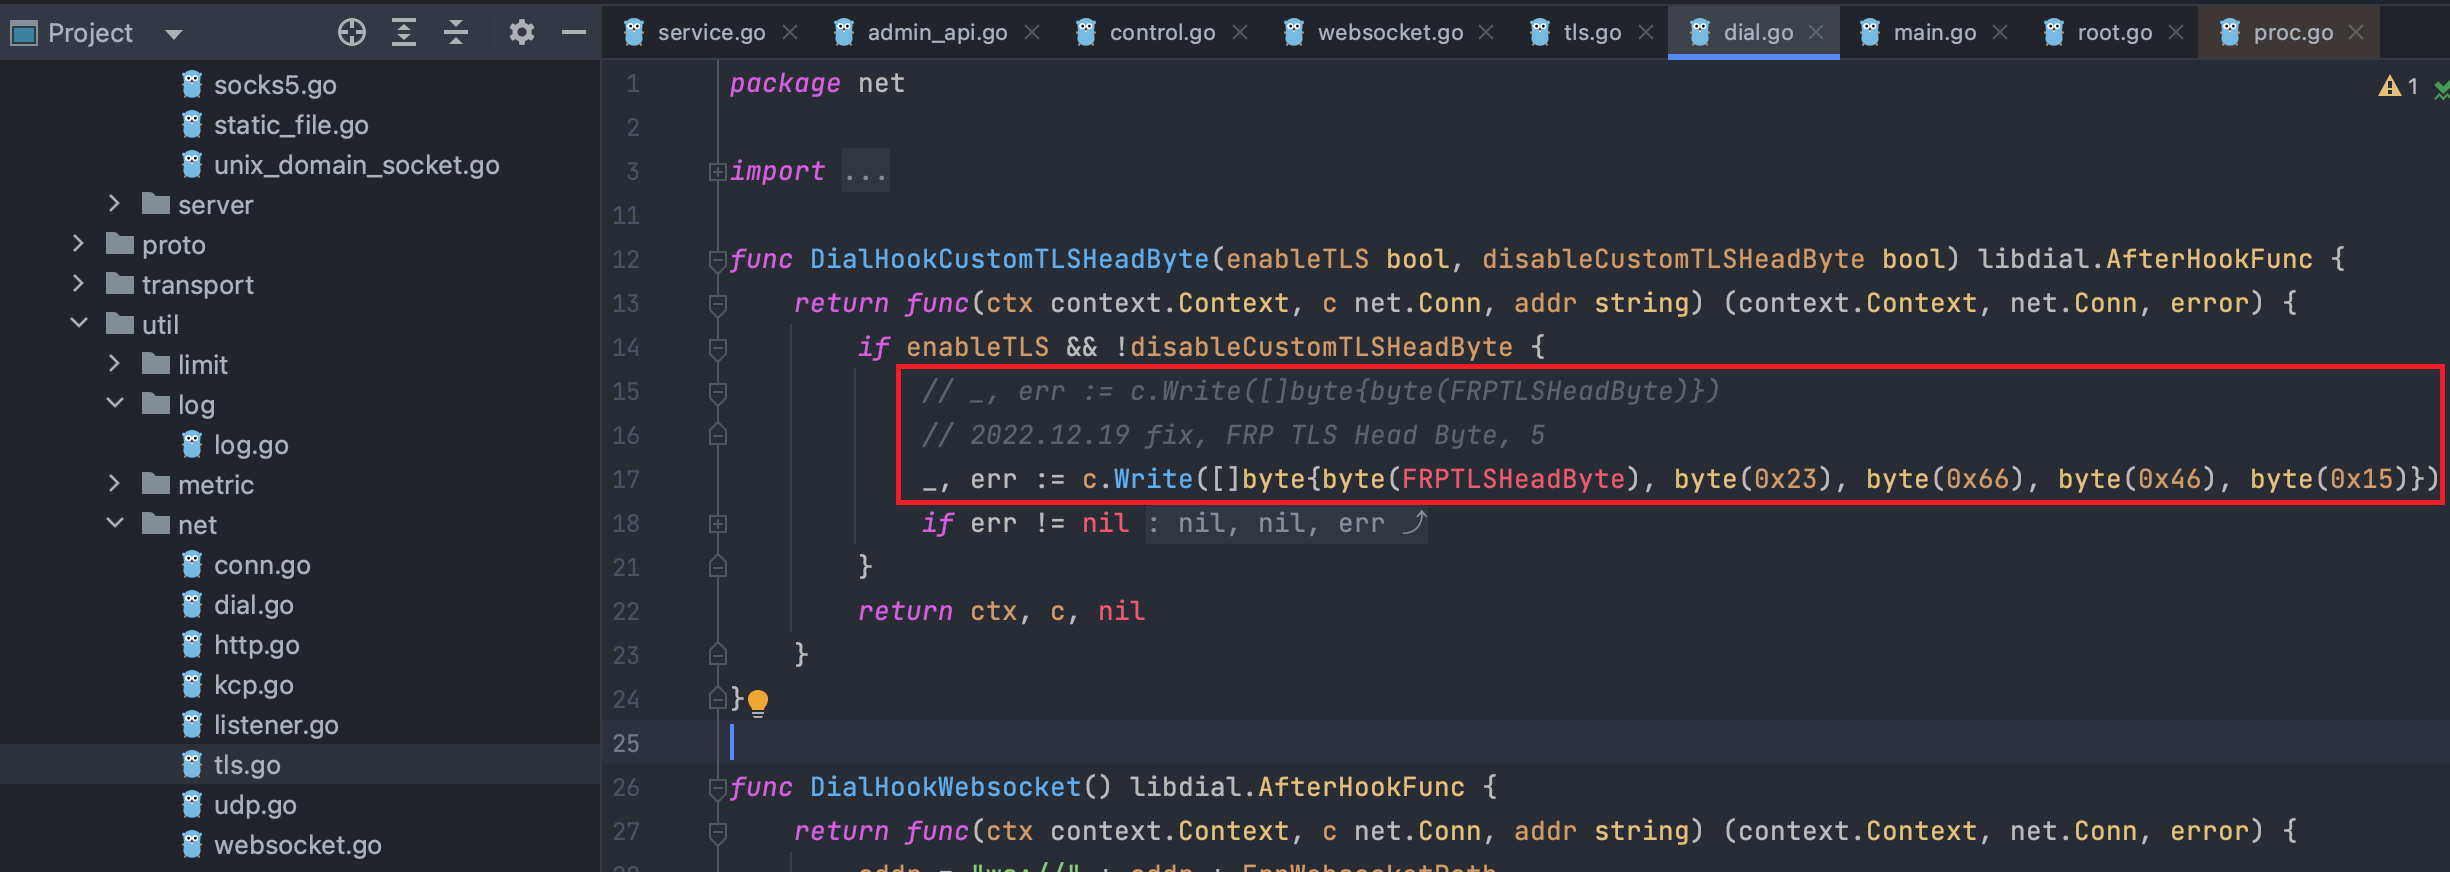 Project
service.go
admin_api.go
control.go
websocket.go
tls.go
dial.go
main.go
root.go
proc.go
socks5.go
static_file.go
unix_domain_socket.go
server
proto
transport
util
limit
log
log.go
metric
net
conn.go
dial.go
http.go
kcp.go
listener.go
tls.go
udp.go
websocket.go
1 package net
1
2
3 import ...
11
12 func DialHookCustomTLSHeadByte(enableTLS bool, disableCustomTLSHeadByte bool) libdial.AfterHookFunc {
13 return func(ctx context.Context, c net.Conn, addr string) (context.Context, net.Conn, error) {
14 if enableTLS && !disableCustomTLSHeadByte {
15 // _, err := c.Write([]byte{byte(FRPTLSHeadByte)})
16 // 2022.12.19 fix, FRP TLS Head Byte, 5
17 _, err := c.Write([]byte{byte(FRPTLSHeadByte), byte(0x23), byte(0x66), byte(0x46), byte(0x15)})
18 if err != nil : nil, nil, err
21 }
22 return ctx, c, nil
23 }
24 }
25
26 func DialHookWebsocket() libdial.AfterHookFunc {
27 return func(ctx context.Context, c net.Conn, addr string) (context.Context, net.Conn, error) {